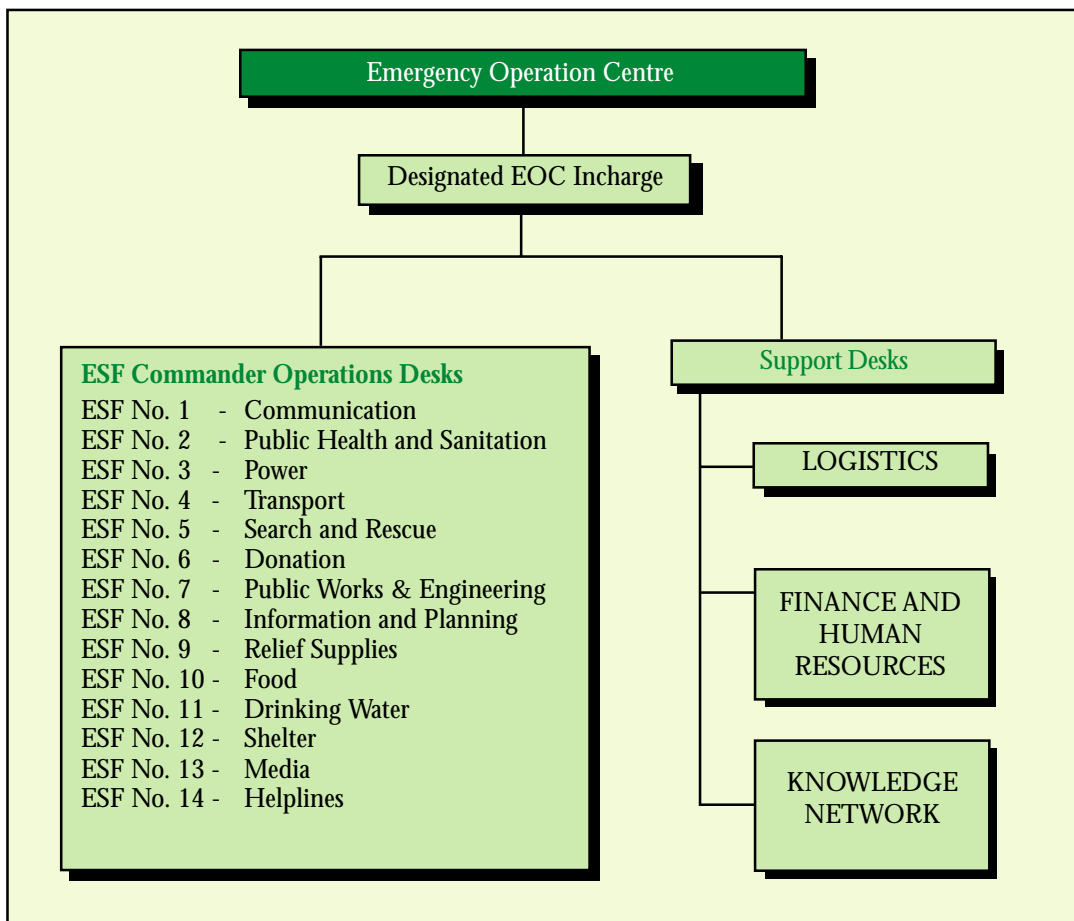 Emergency Operation Centre
Designated EOC Incharge
ESF Commander Operations Desks
ESF No. 1 - Communication
ESF No. 2 - Public Health and Sanitation
ESF No. 3 - Power
ESF No. 4 - Transport
ESF No. 5 - Search and Rescue
ESF No. 6 - Donation
ESF No. 7 - Public Works & Engineering
ESF No. 8 - Information and Planning
ESF No. 9 - Relief Supplies
ESF No. 10 - Food
ESF No. 11 - Drinking Water
ESF No. 12 - Shelter
ESF No. 13 - Media
ESF No. 14 - Helplines
Support Desks
LOGISTICS
FINANCE AND
HUMAN
RESOURCES
KNOWLEDGE
NETWORK